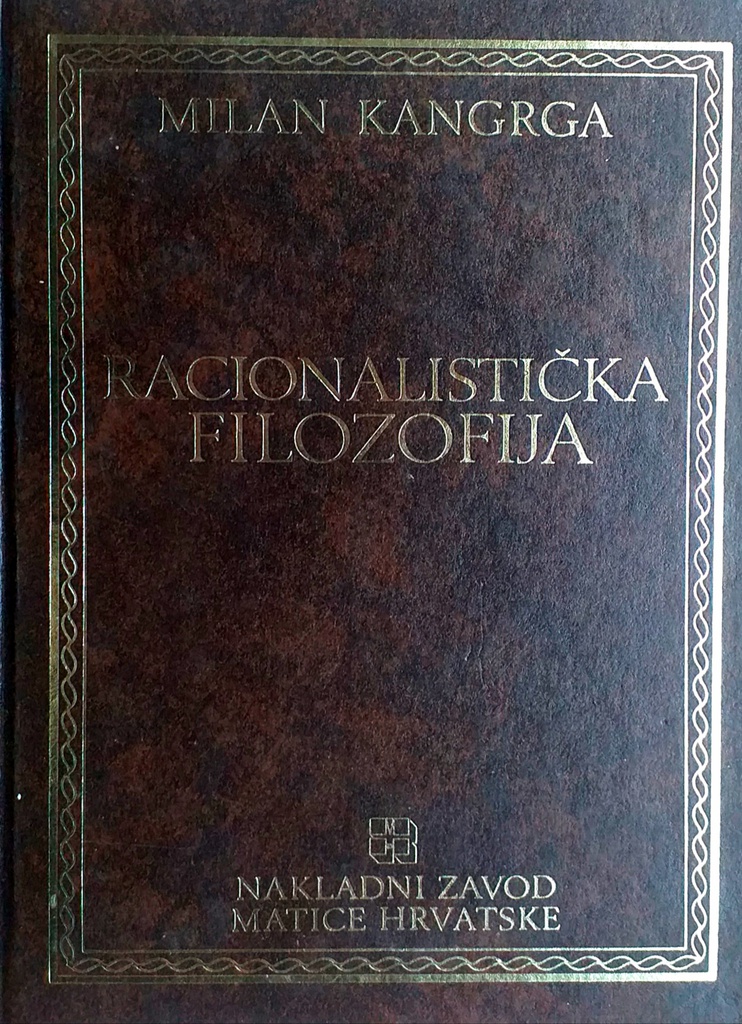 MILAN KANGRGA
RACIONALISTIČKA
FILOZOFIJA
NAKLADNI ZAVOD
MATICE HRVATSKE